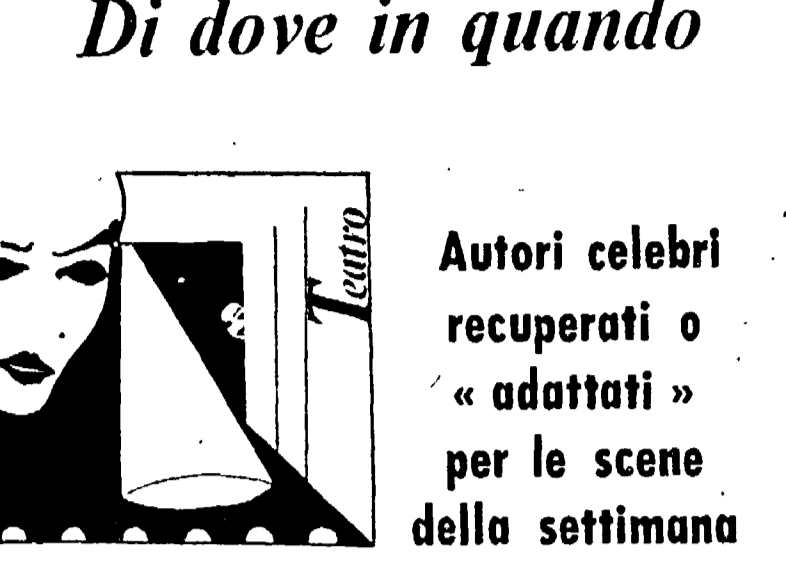 Di dove in quando
Teatro
Autori celebri
recuperati o
« adattati »
per le scene
della settimana